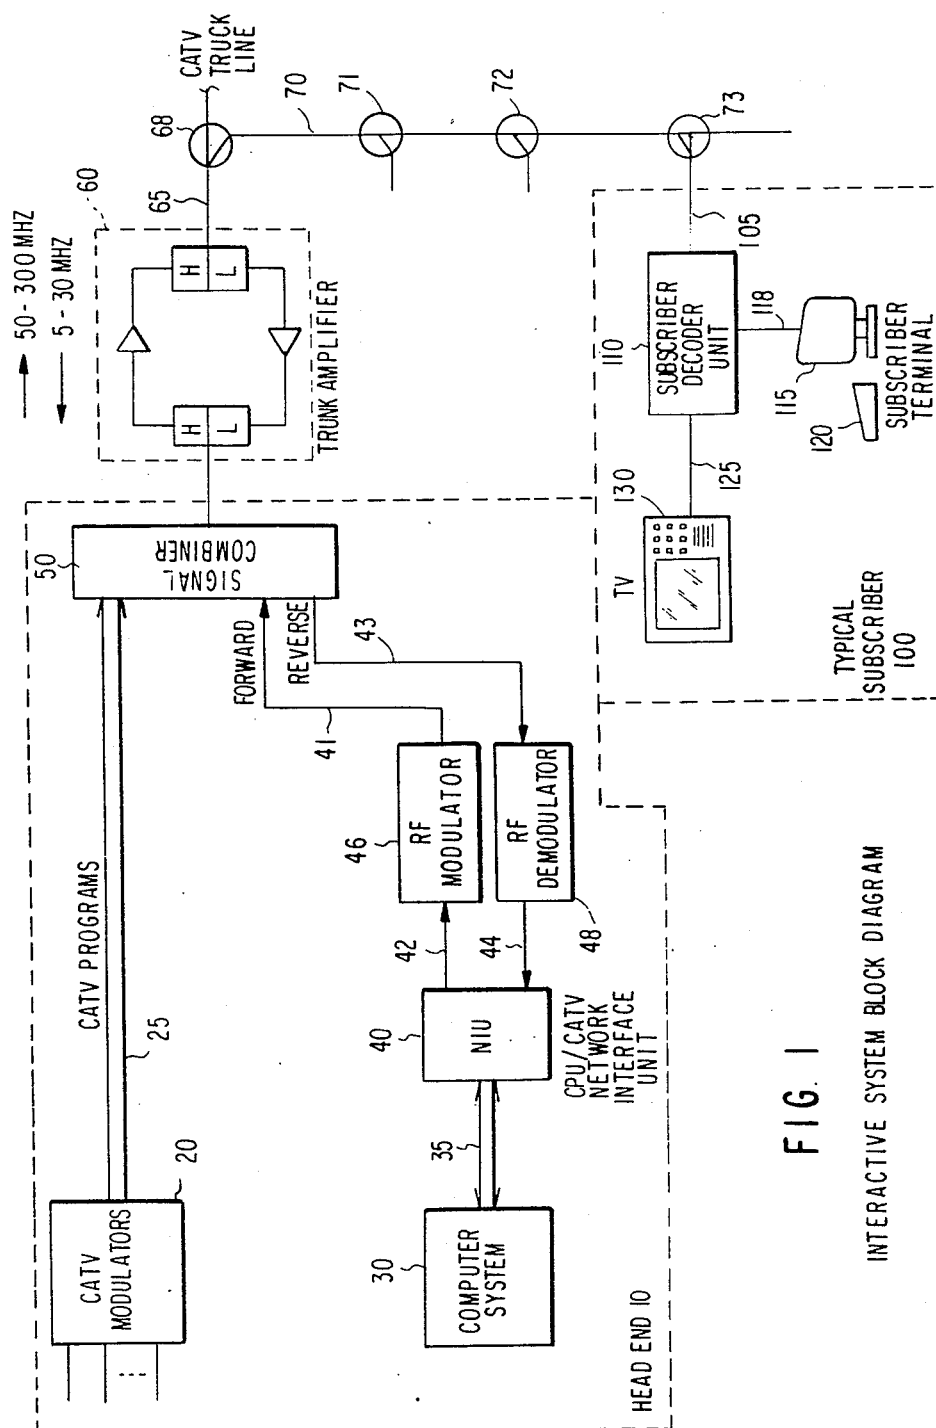 50-300 MHZ
5-30 MHZ
60
65
68
CATV
TRUCK
LINE
70
71
72
73
H
L
H
L
TRUNK AMPLIFIER
50
SIGNAL
COMBINER
CATV PROGRAMS
25
20
CATV
MODULATORS
FORWARD
REVERSE
41
43
46
RF
MODULATOR
RF
DEMODULATOR
48
42
44
40
NIU
CPU/CATV
NETWORK
INTERFACE
UNIT
35
30
COMPUTER
SYSTEM
HEAD END 10
105
110
SUBSCRIBER
DECODER
UNIT
118
115
120
SUBSCRIBER
TERMINAL
125
130
TV
TYPICAL
SUBSCRIBER
100
FIG. 1
INTERACTIVE SYSTEM BLOCK DIAGRAM